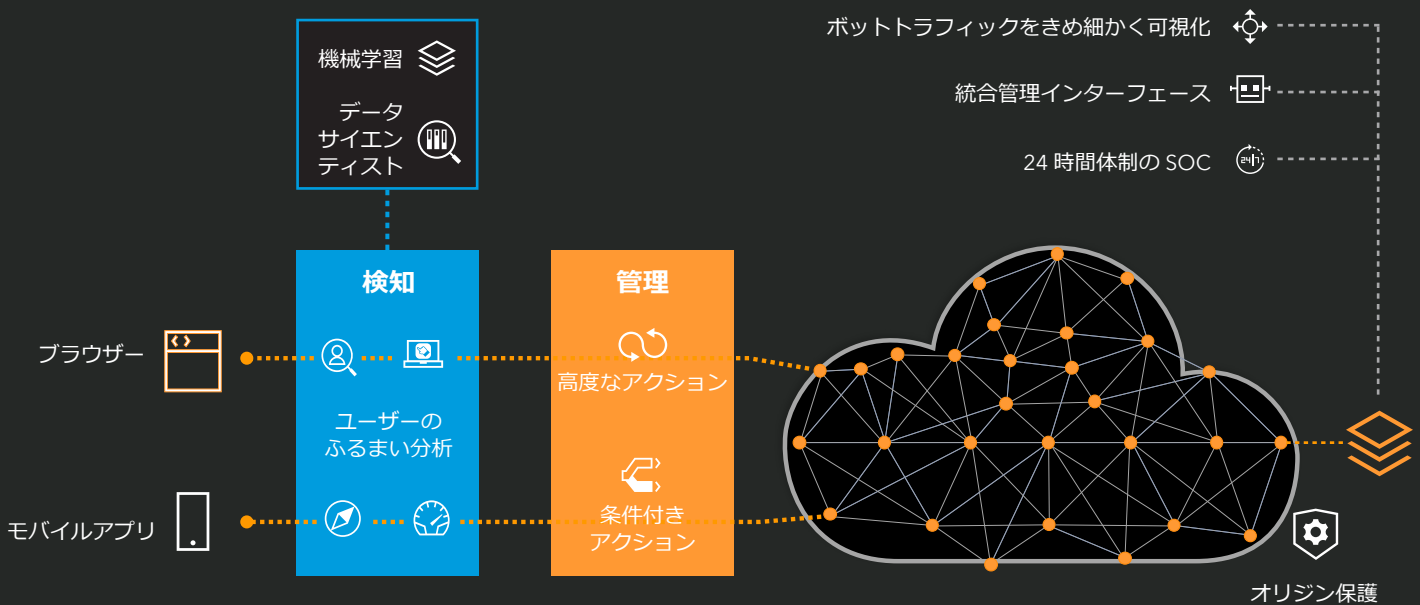 機械学習
データ
サイエン
ティスト
ボットトラフィックをきめ細かく可視化
統合管理インターフェース
24 時間体制の SOC
24h
検知
管理
ブラウザー
高度なアクション
ユーザーの
ふるまい分析
モバイルアプリ
条件付き
アクション
オリジン保護